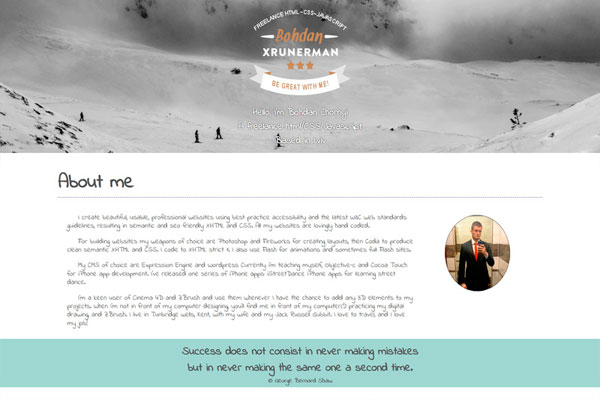 FREELANCE HTML-CSS-JAVASCRIPT
Bohdan
XRUNERMAN
BE GREAT WITH ME!
Hello, I'm Bohdan Chornyj
freelance html/CSS/Javascript
based in
About me
I create beautiful, usable, professional websites using best practice accessibility and the latest W3C web standards
guidelines, resulting in semantic and seo friendly XHTML and CSS. All my websites are lovingly hand coded.
For building websites my weapons of choice are Photoshop and Fireworks for creating layouts, then Coda to produce
clean semantic XHTML and CSS. I code to XHTML strict & I also use Flash for animations and sometimes full Flash sites.
My CMS of choice are Expression Engine and wordpress Currently I'm teaching myself objective-c and Cocoa Touch
for iPhone app development. I've released one series of iPhone apps iStreetDance iPhone apps for learning street
dance.
I'm a keen user of Cinema 4D and ZBrush and use them whenever I have the chance to add any 3D elements to my
projects. when I'm not in front of my computer designing you'll find me in front of my computer:D practicing my digital
drawing and ZBrush. I live in Tunbridge wells, Kent, with my wife and my Jack Russell Gubbit. I love to travel and I love
my job!
Success does not consist in never making mistakes
but in never making the same one a second time.
© George Bernard Shaw